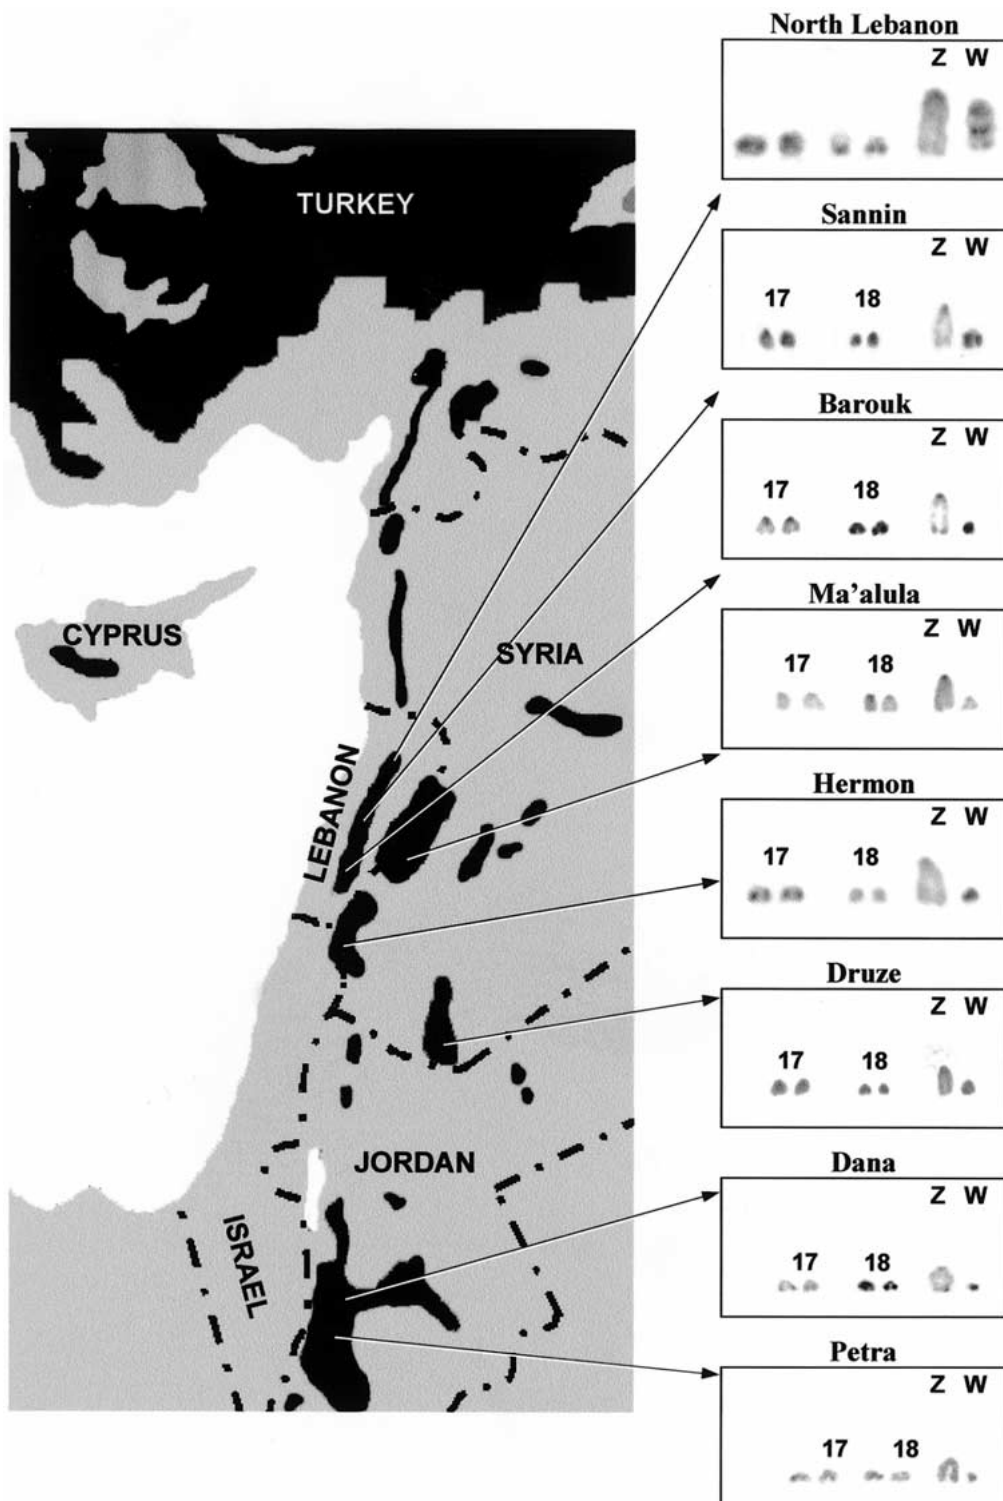 North Lebanon
Z W
Sannin
Z W
17 18
Barouk
Z W
17 18
Ma'alula
Z W
17 18
Hermon
Z W
17 18
Druze
Z W
17 18
Dana
Z W
17 18
Petra
Z W
17 18
TURKEY
CYPRUS
SYRIA
LEBANON
JORDAN
ISRAEL